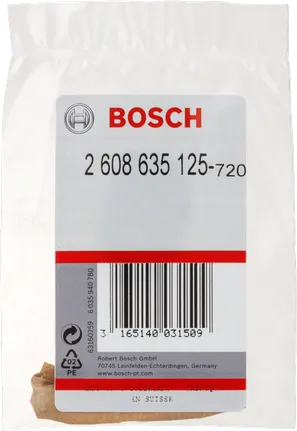 BOSCH
2 608 635 125-720
6 035 940 780
63160259
3 165140 031509
02
PE
Robert Bosch GmbH
70745 Leinfelden-Echterdingen, Germany
www.bosch-pt.com
EN SUISSE